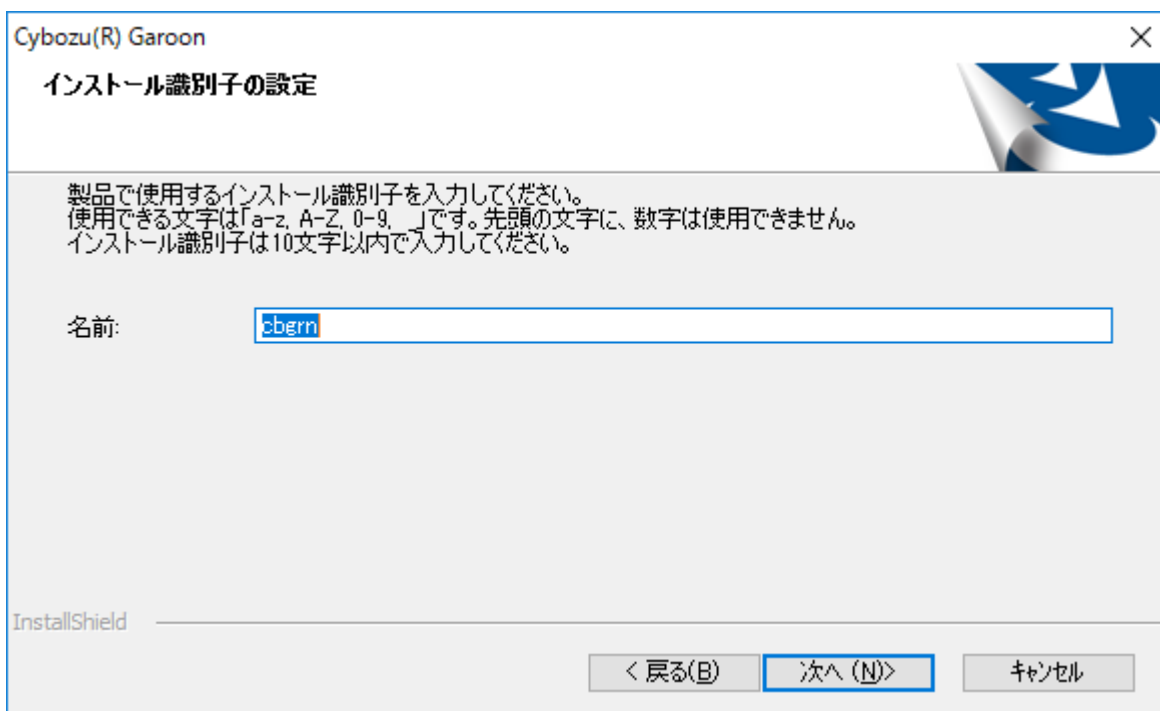 Cybozu(R) Garoon
インストール識別子の設定
製品で使用するインストール識別子を入力してください。
使用できる文字は「a-z, A-Z, 0-9, _」です。先頭の文字に、数字は使用できません。
インストール識別子は10文字以内で入力してください。
名前:
cbgrn
InstallShield
< 戻る(B)
次へ (N)>
キャンセル